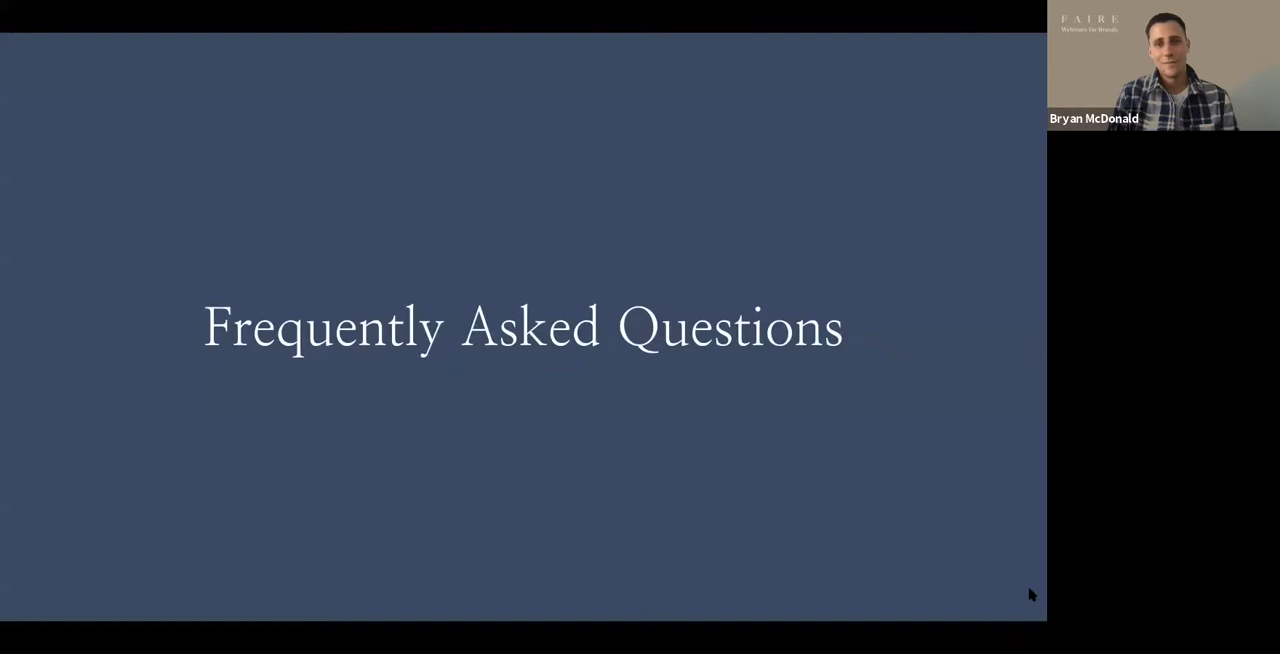 Frequently Asked Questions
FAIRE
Webinars for Brands
Bryan McDonald